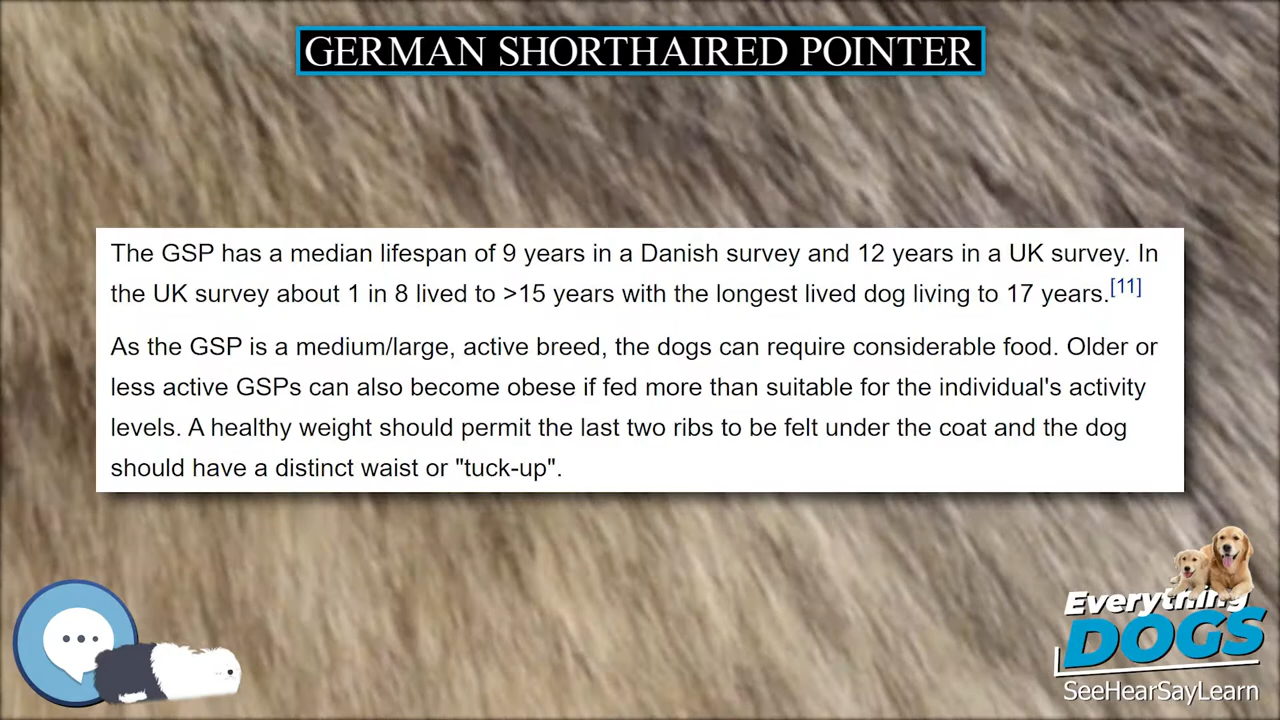 GERMAN SHORTHAIRED POINTER
The GSP has a median lifespan of 9 years in a Danish survey and 12 years in a UK survey. In
the UK survey about 1 in 8 lived to >15 years with the longest lived dog living to 17 years.[11]
As the GSP is a medium/large, active breed, the dogs can require considerable food. Older or
less active GSPs can also become obese if fed more than suitable for the individual's activity
levels. A healthy weight should permit the last two ribs to be felt under the coat and the dog
should have a distinct waist or "tuck-up".
Everything
DOGS
SeeHearSayLearn